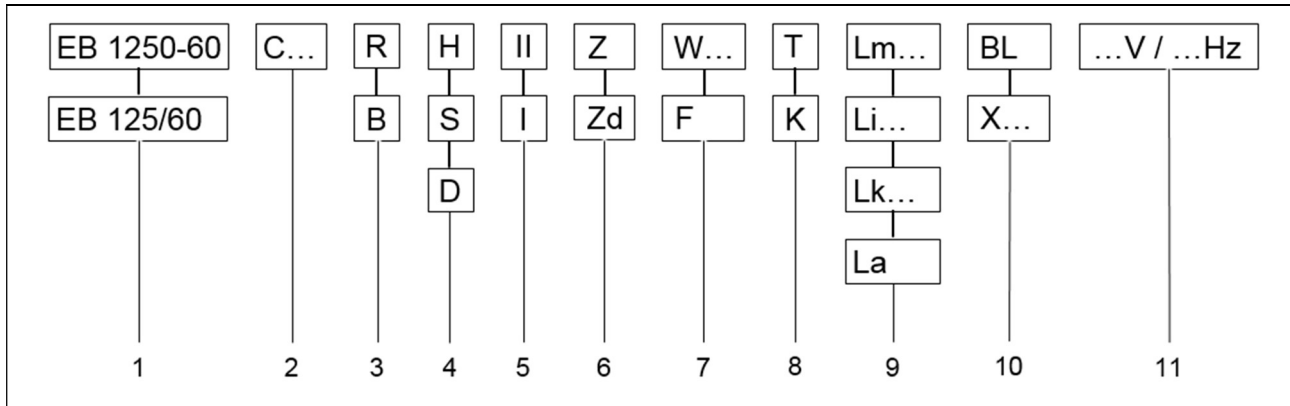 EB 1250-60 C... R H II Z W... T Lm... BL ...V / ...Hz
EB 125/60 B S I Zd F K Li... X...
D Lk...
La
1 2 3 4 5 6 7 8 9 10 11